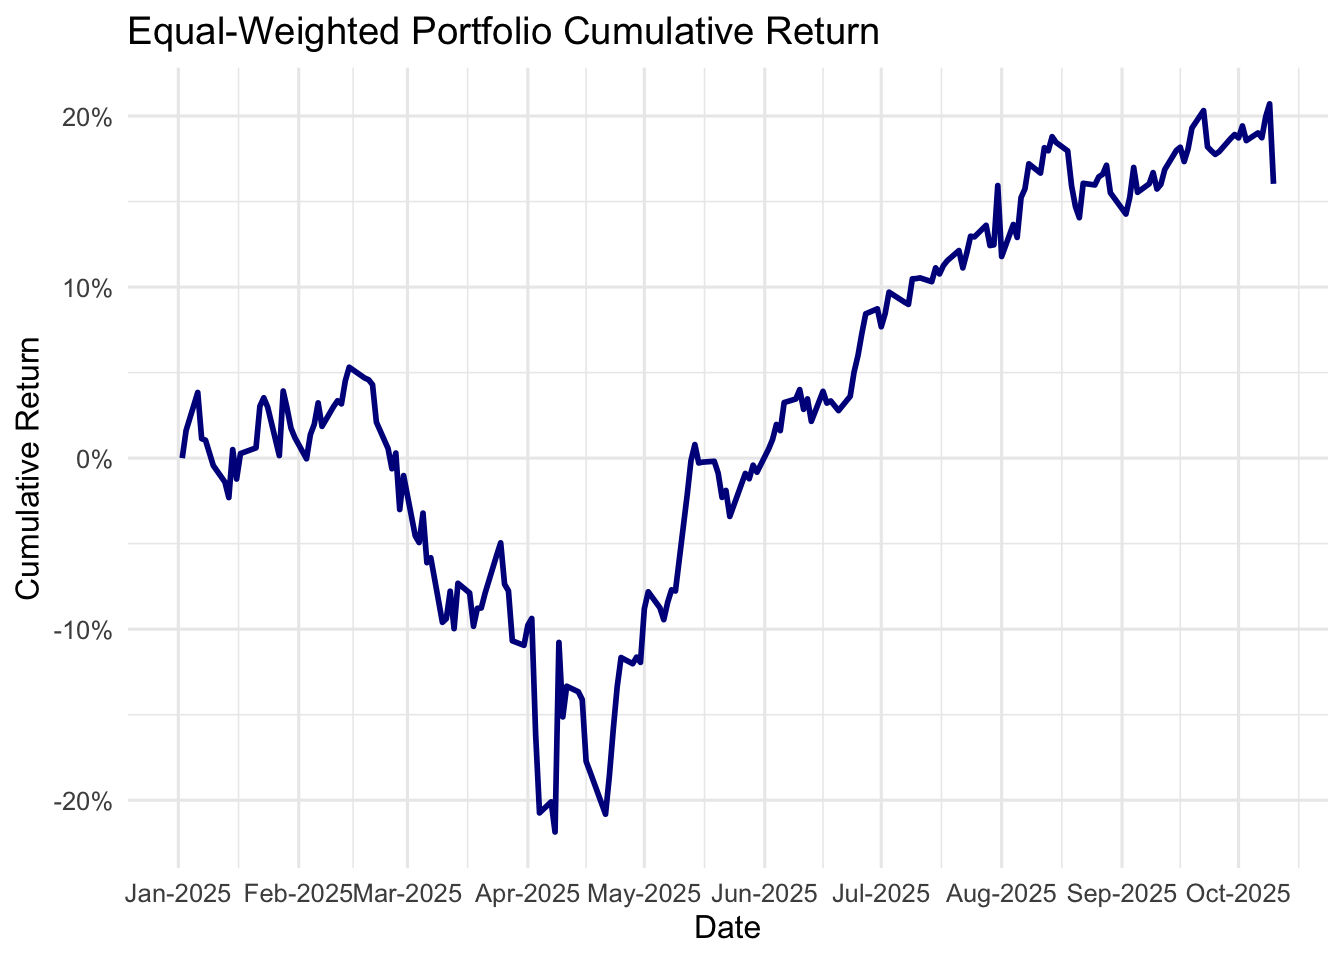 Equal-Weighted Portfolio Cumulative Return
20%
10%
0%
-10%
-20%
Cumulative Return
Jan-2025 Feb-2025 Mar-2025 Apr-2025 May-2025 Jun-2025 Jul-2025 Aug-2025 Sep-2025 Oct-2025
Date